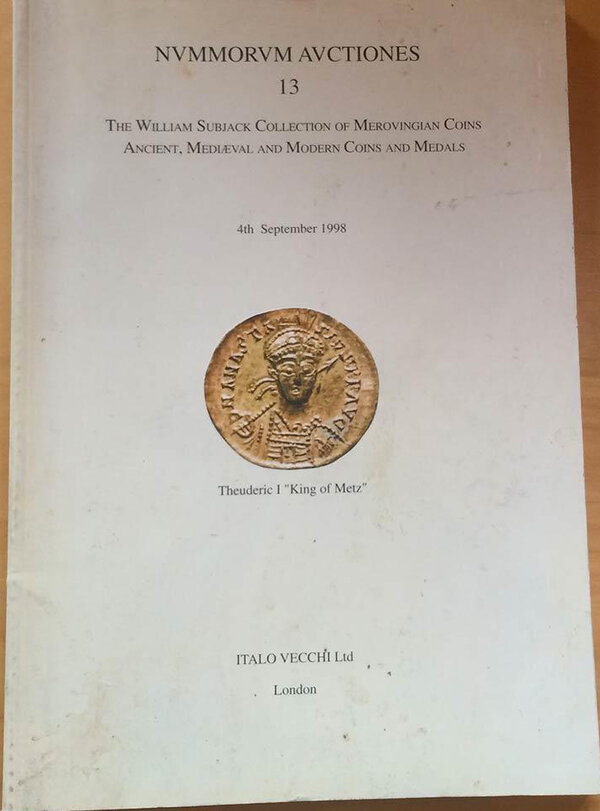 NVMMORVM AVCTIONES
13
THE WILLIAM SUBJACK COLLECTION OF MEROVINGIAN COINS
ANCIENT, MEDIÆVAL AND MODERN COINS AND MEDALS
4th September 1998
DNANASTASIVSPPAVC
Theuderic I "King of Metz"
ITALO VECCHI Ltd
London